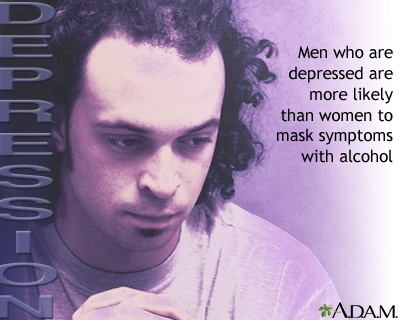 DEPRESSION
Men who are
depressed are
more likely
than women to
mask symptoms
with alcohol
A.D.A.M.